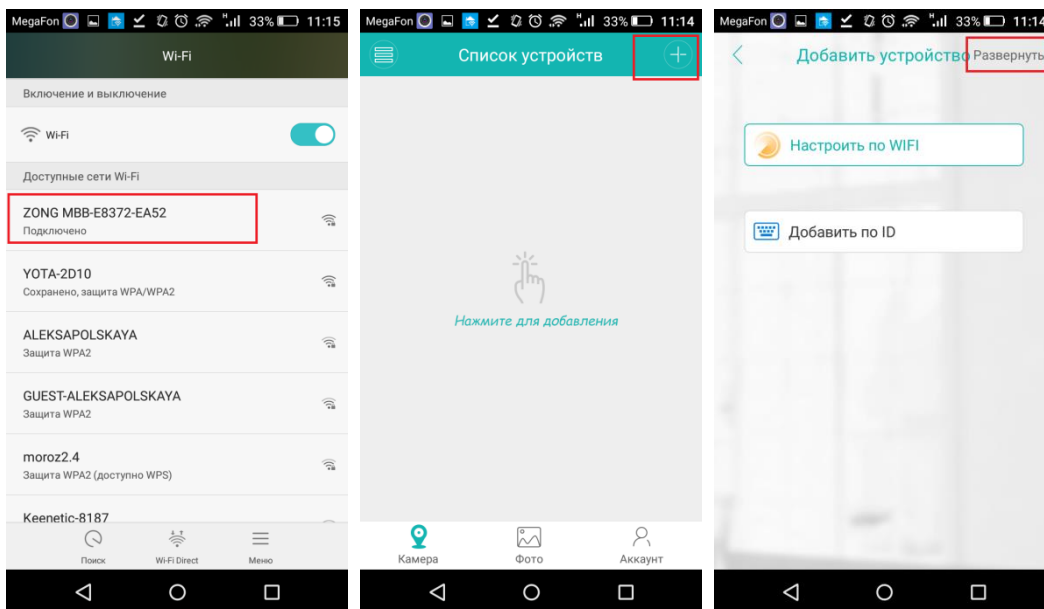 MegaFon 33% 11:15
Wi-Fi
Включение и выключение
Wi-Fi
Доступные сети Wi-Fi
ZONG MBB-E8372-EA52
Подключено
YOTA-2D10
Сохранено, защита WPA/WPA2
ALEKSAPOLSKAYA
Защита WPA2
GUEST-ALEKSAPOLSKAYA
Защита WPA2
moroz2.4
Защита WPA2 (доступно WPS)
Keenetic-8187
Поиск Wi-Fi Direct Меню
MegaFon H 33% 11:14
Список устройств
Нажмите для добавления
Камера Фото Аккаунт
MegaFon H 33% 11:14
Добавить устройство Развернуть
Настроить по WIFI
Добавить по ID